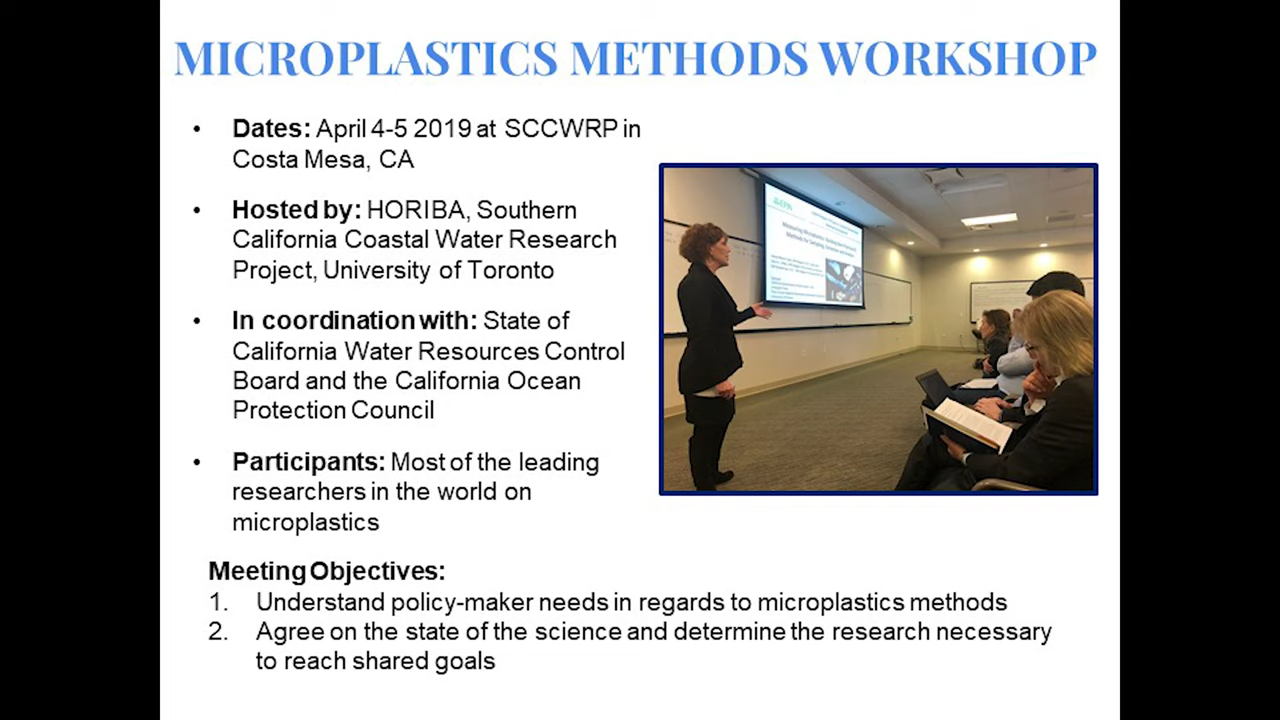 MICROPLASTICS METHODS WORKSHOP
• Dates: April 4-5 2019 at SCCWRP in
Costa Mesa, CA
• Hosted by: HORIBA, Southern
California Coastal Water Research
Project, University of Toronto
• In coordination with: State of
California Water Resources Control
Board and the California Ocean
Protection Council
• Participants: Most of the leading
researchers in the world on
microplastics
Meeting Objectives:
1. Understand policy-maker needs in regards to microplastics methods
2. Agree on the state of the science and determine the research necessary
to reach shared goals